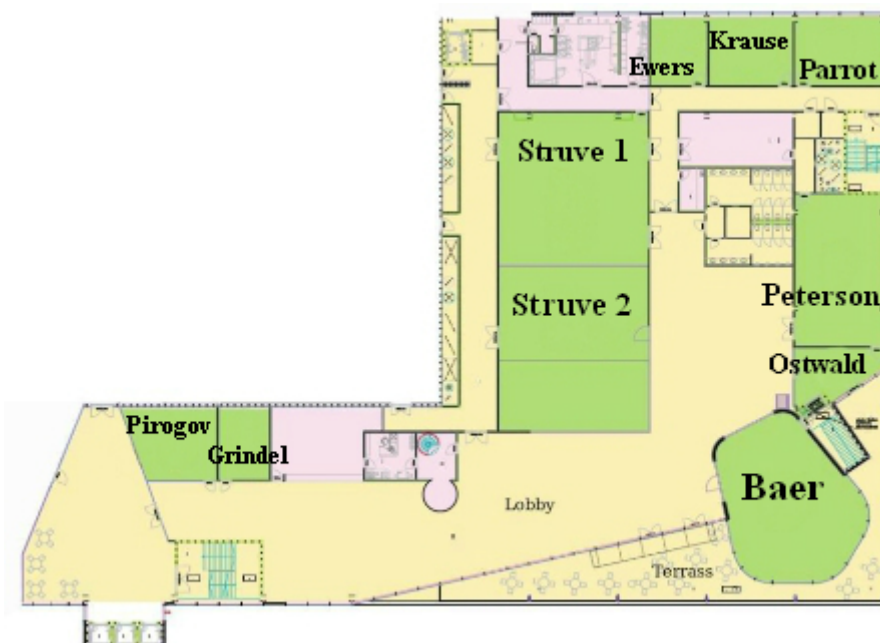 Krause
Ewers
Parrot
Struve 1
Peterson
Struve 2
Ostwald
Pirogov
Grindel
Baer
Lobby
Terrass